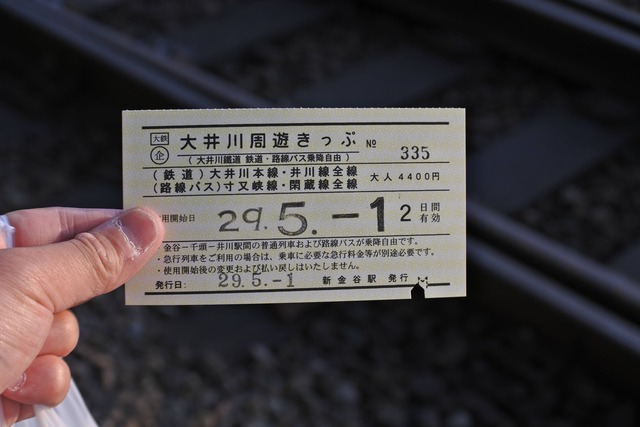 大鉄
企
大井川周遊きっぷ № 335
(大井川鐵道 鉄道・路線バス乗降自由)
(鉄道)大井川本線・井川線全線
(路線バス)寸又峡線・閑蔵線全線
大人 4400円
用開始日 29.5.-1 2日間有効
・金谷−千頭−井川駅間の普通列車および路線バスが乗降自由です。
・急行列車をご利用の場合は、乗車に必要な急行料金等が別途必要です。
・使用開始後の変更および払い戻しはいたしません。
発行日: 29.5.-1 新金谷駅 発行